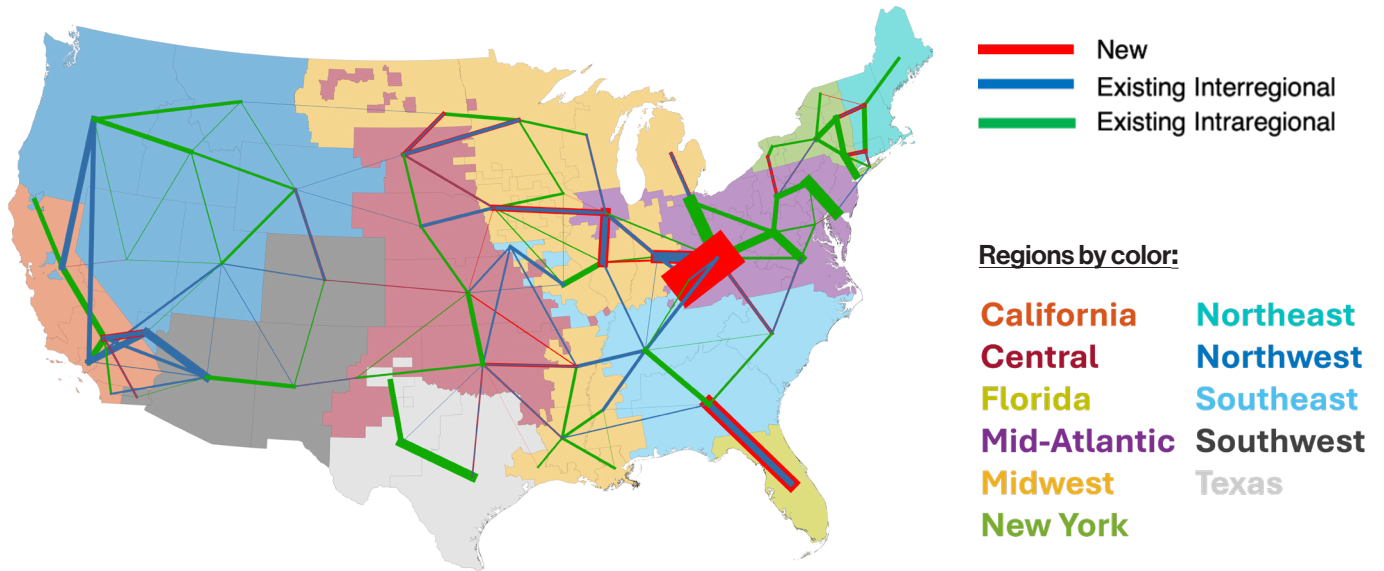 New
Existing Interregional
Existing Intraregional
Regions by color:
California
Central
Florida
Mid-Atlantic
Midwest
New York
Northeast
Northwest
Southeast
Southwest
Texas